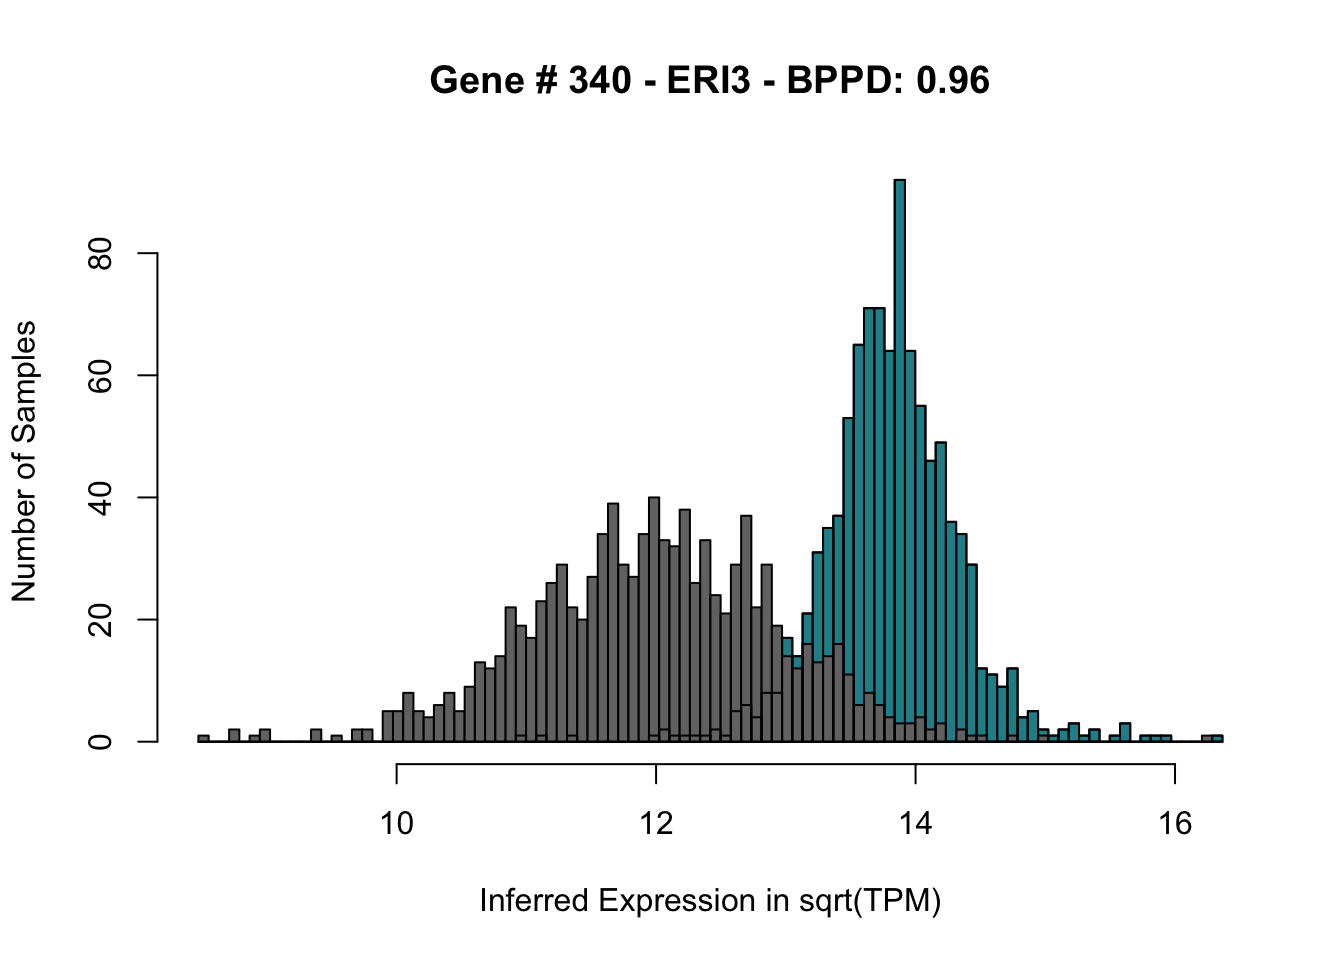 Gene # 340 - ERI3 - BPPD: 0.96
Number of Samples
80
60
40
20
0
10 12 14 16
Inferred Expression in sqrt(TPM)